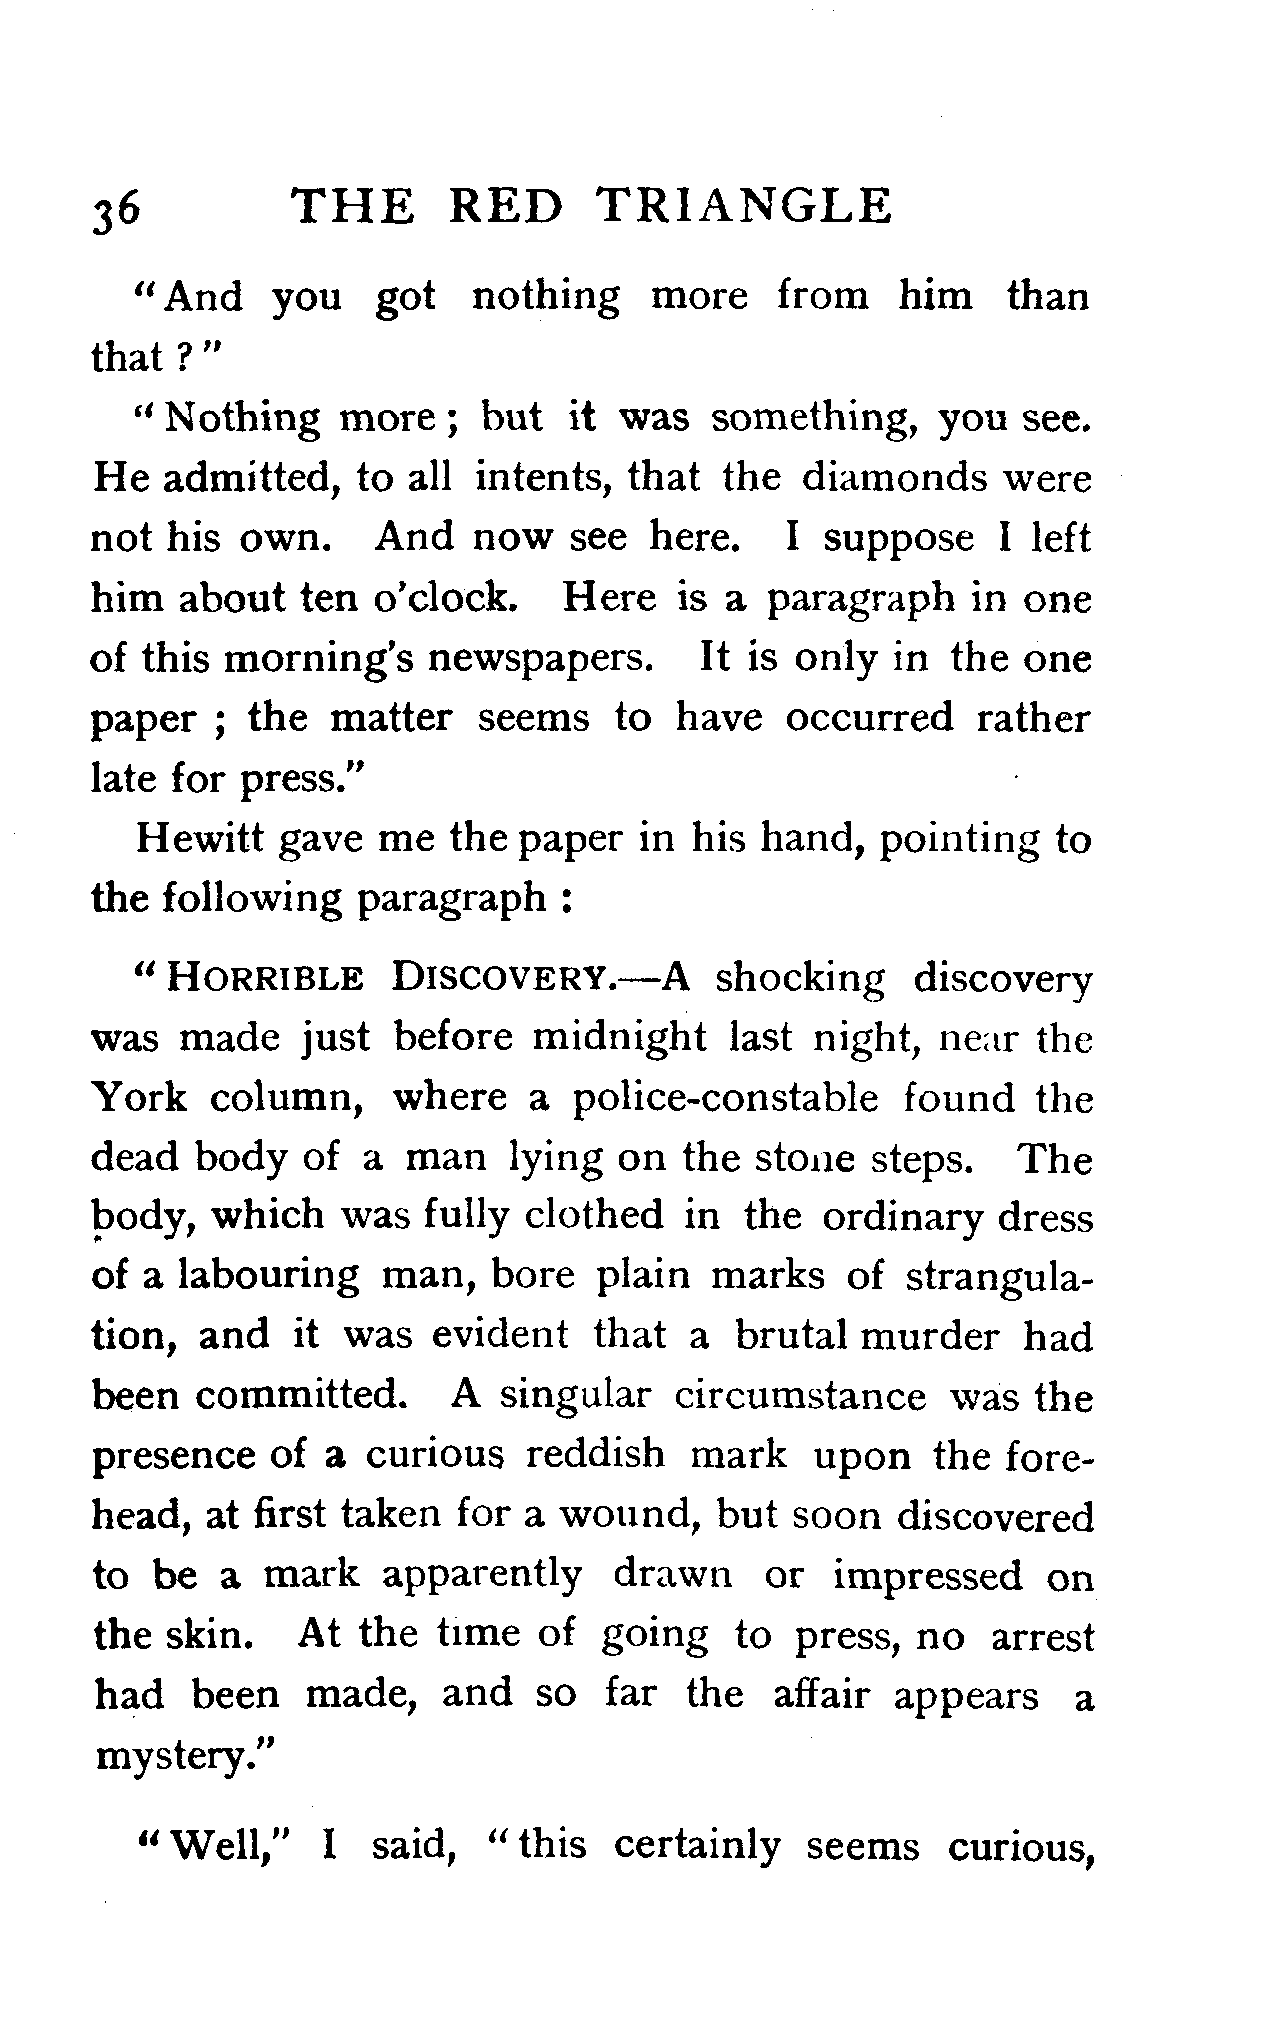 36 THE RED TRIANGLE
“ And you got nothing more from him than
that ? ”
“ Nothing more ; but it was something, you see.
He admitted, to all intents, that the diamonds were
not his own. And now see here. I suppose I left
him about ten o’clock. Here is a paragraph in one
of this morning’s newspapers. It is only in the one
paper ; the matter seems to have occurred rather
late for press.”
Hewitt gave me the paper in his hand, pointing to
the following paragraph :
“ HORRIBLE DISCOVERY.—A shocking discovery
was made just before midnight last night, near the
York column, where a police-constable found the
dead body of a man lying on the stone steps. The
body, which was fully clothed in the ordinary dress
of a labouring man, bore plain marks of strangula-
tion, and it was evident that a brutal murder had
been committed. A singular circumstance was the
presence of a curious reddish mark upon the fore-
head, at first taken for a wound, but soon discovered
to be a mark apparently drawn or impressed on
the skin. At the time of going to press, no arrest
had been made, and so far the affair appears a
mystery.”
“ Well,” I said, “ this certainly seems curious,